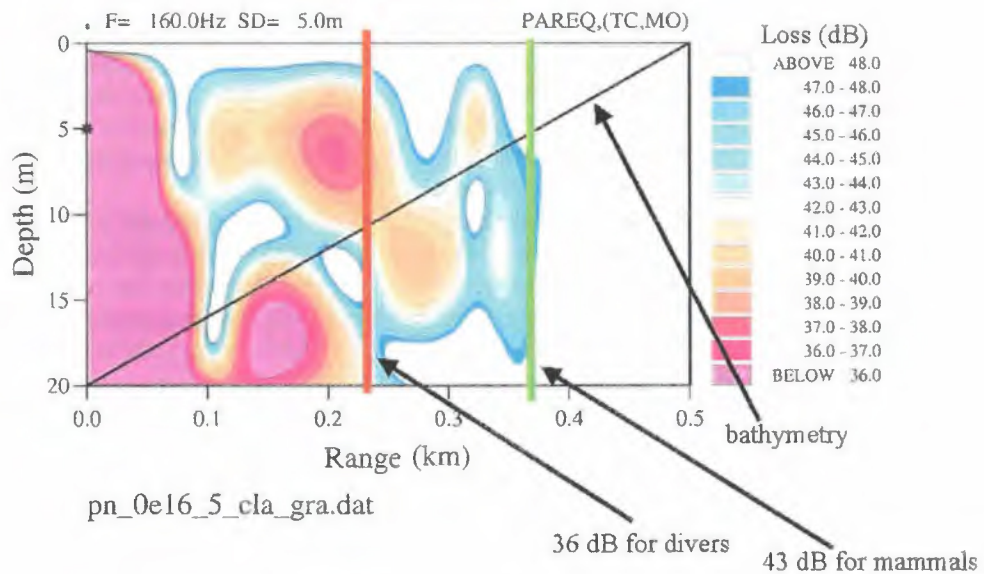 . F= 160.0Hz SD= 5.0m
PAREQ,(TC,MO)
Loss (dB)
ABOVE 48.0
47.0 - 48.0
46.0 - 47.0
45.0 - 46.0
44.0 - 45.0
43.0 - 44.0
42.0 - 43.0
41.0 - 42.0
40.0 - 41.0
39.0 - 40.0
38.0 - 39.0
37.0 - 38.0
36.0 - 37.0
BELOW 36.0
Depth (m)
0
5
10
15
20
0.0 0.1 0.2 0.3 0.4 0.5
Range (km)
bathymetry
pn_0e16_5_cla_gra.dat
36 dB for divers
43 dB for mammals